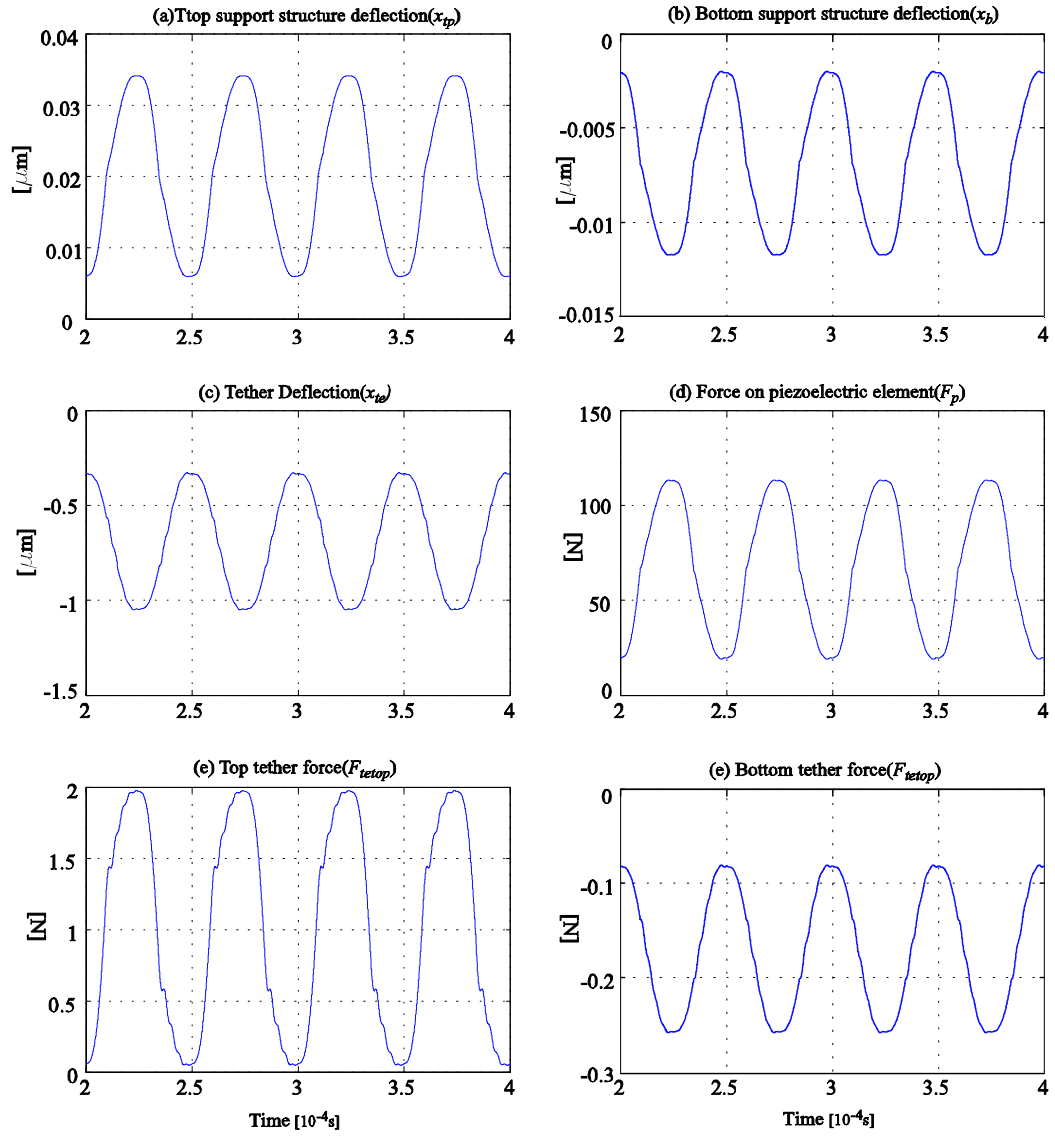 (a)Ttop support structure deflection(x_tp)
0.04
0.03
0.02
0.01
0
[μm]
2 2.5 3 3.5 4
(b) Bottom support structure deflection(x_b)
0
-0.005
-0.01
-0.015
[μm]
2 2.5 3 3.5 4
(c) Tether Deflection(x_te)
0
-0.5
-1
-1.5
[μm]
2 2.5 3 3.5 4
(d) Force on piezoelectric element(F_p)
150
100
50
0
[N]
2 2.5 3 3.5 4
(e) Top tether force(F_tetop)
2
1.5
1
0.5
0
[N]
2 2.5 3 3.5 4
Time [10⁻⁴s]
(e) Bottom tether force(F_tetop)
0
-0.1
-0.2
-0.3
[N]
2 2.5 3 3.5 4
Time [10⁻⁴s]